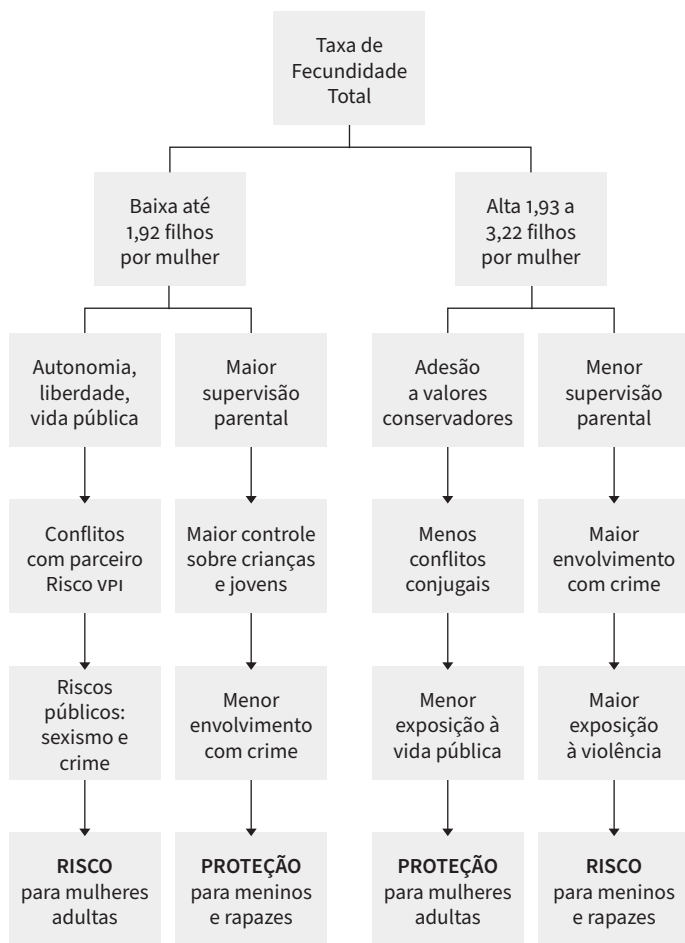 Taxa de
Fecundidade
Total
Baixa até
1,92 filhos
por mulher
Alta 1,93 a
3,22 filhos
por mulher
Autonomia,
liberdade,
vida pública
Maior
supervisão
parental
Adesão
a valores
conservadores
Menor
supervisão
parental
Conflitos
com parceiro
Risco VPI
Maior controle
sobre crianças
e jovens
Menos
conflitos
conjugais
Maior
envolvimento
com crime
Riscos
públicos:
sexismo e
crime
Menor
envolvimento
com crime
Menor
exposição à
vida pública
Maior
exposição
à violência
RISCO
para mulheres
adultas
PROTEÇÃO
para meninos
e rapazes
PROTEÇÃO
para mulheres
adultas
RISCO
para meninos
e rapazes